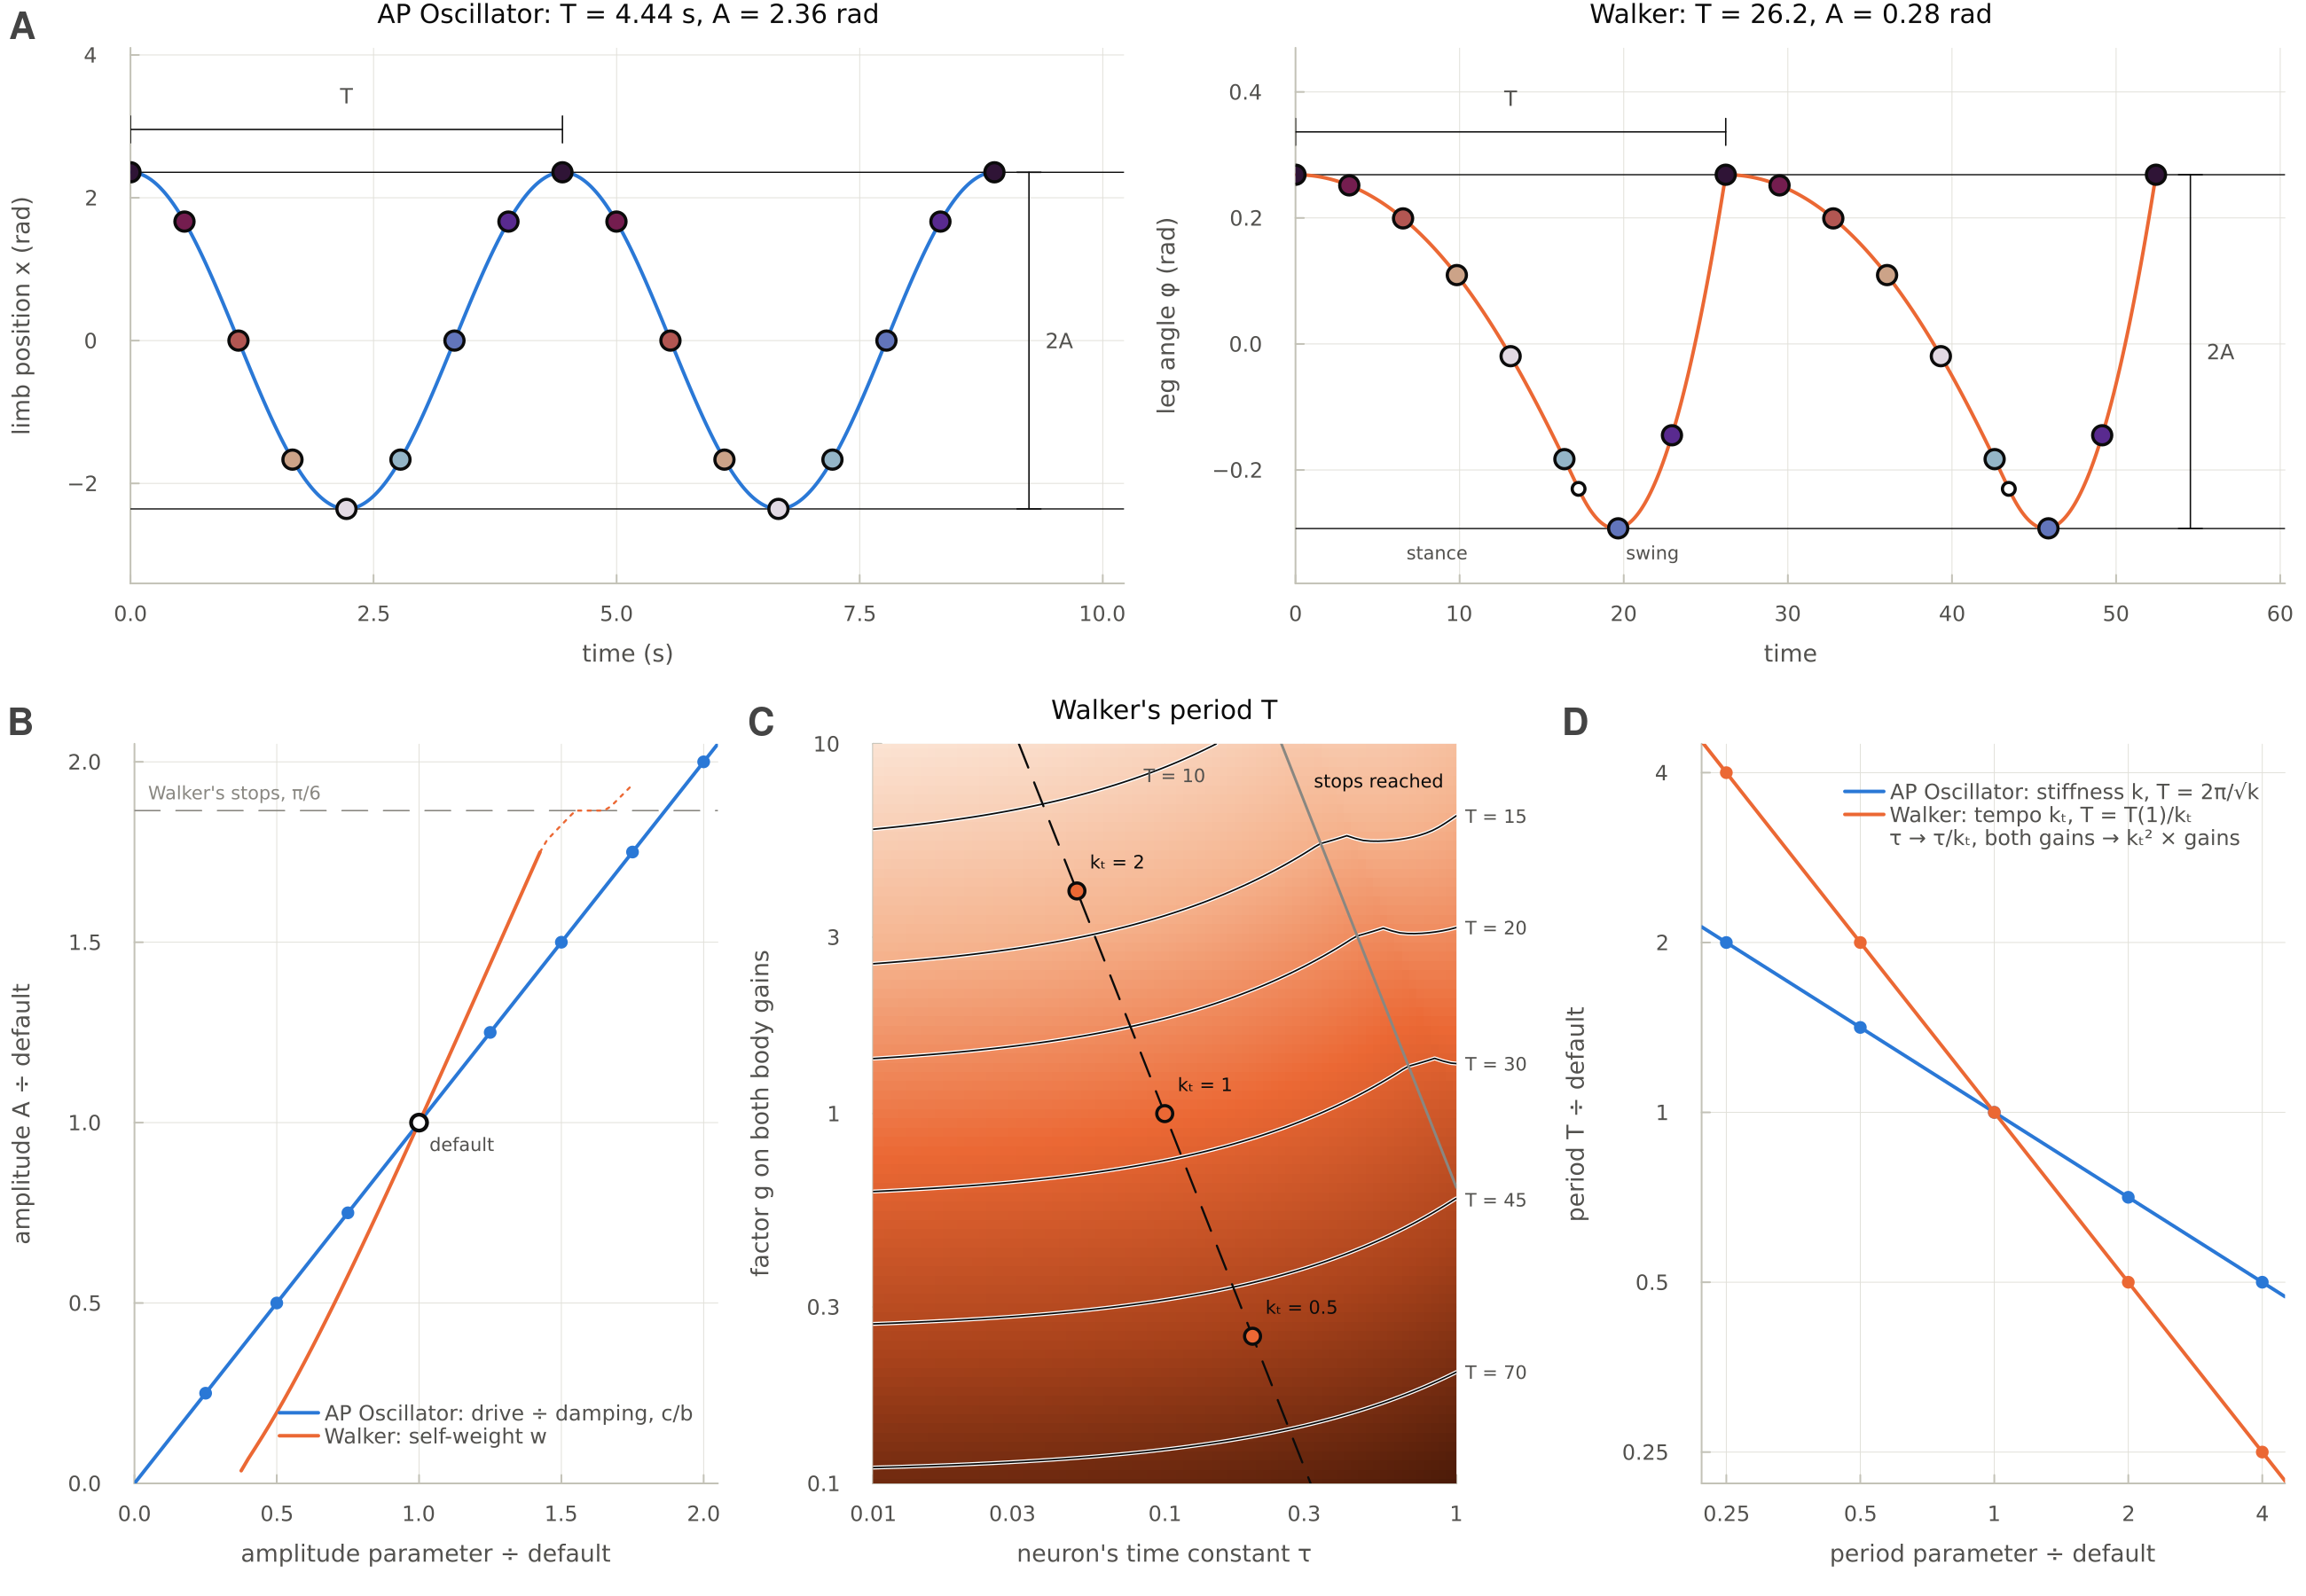 A
AP Oscillator: T = 4.44 s, A = 2.36 rad
4
2
0
−2
limb position x (rad)
T
2A
0.0
2.5
5.0
7.5
10.0
time (s)
Walker: T = 26.2, A = 0.28 rad
0.4
0.2
0.0
−0.2
leg angle φ (rad)
T
2A
stance
swing
0
10
20
30
40
50
60
time
B
2.0
1.5
1.0
0.5
0.0
amplitude A ÷ default
Walker's stops, π/6
default
AP Oscillator: drive ÷ damping, c/b
Walker: self-weight w
0.0
0.5
1.0
1.5
2.0
amplitude parameter ÷ default
C
Walker's period T
10
3
1
0.3
0.1
factor g on both body gains
T = 10
stops reached
kₜ = 2
kₜ = 1
kₜ = 0.5
T = 15
T = 20
T = 30
T = 45
T = 70
0.01
0.03
0.1
0.3
1
neuron's time constant τ
D
4
2
1
0.5
0.25
period T ÷ default
AP Oscillator: stiffness k, T = 2π/√k
Walker: tempo kₜ, T = T(1)/kₜ
τ → τ/kₜ, both gains → kₜ² × gains
0.25
0.5
1
2
4
period parameter ÷ default